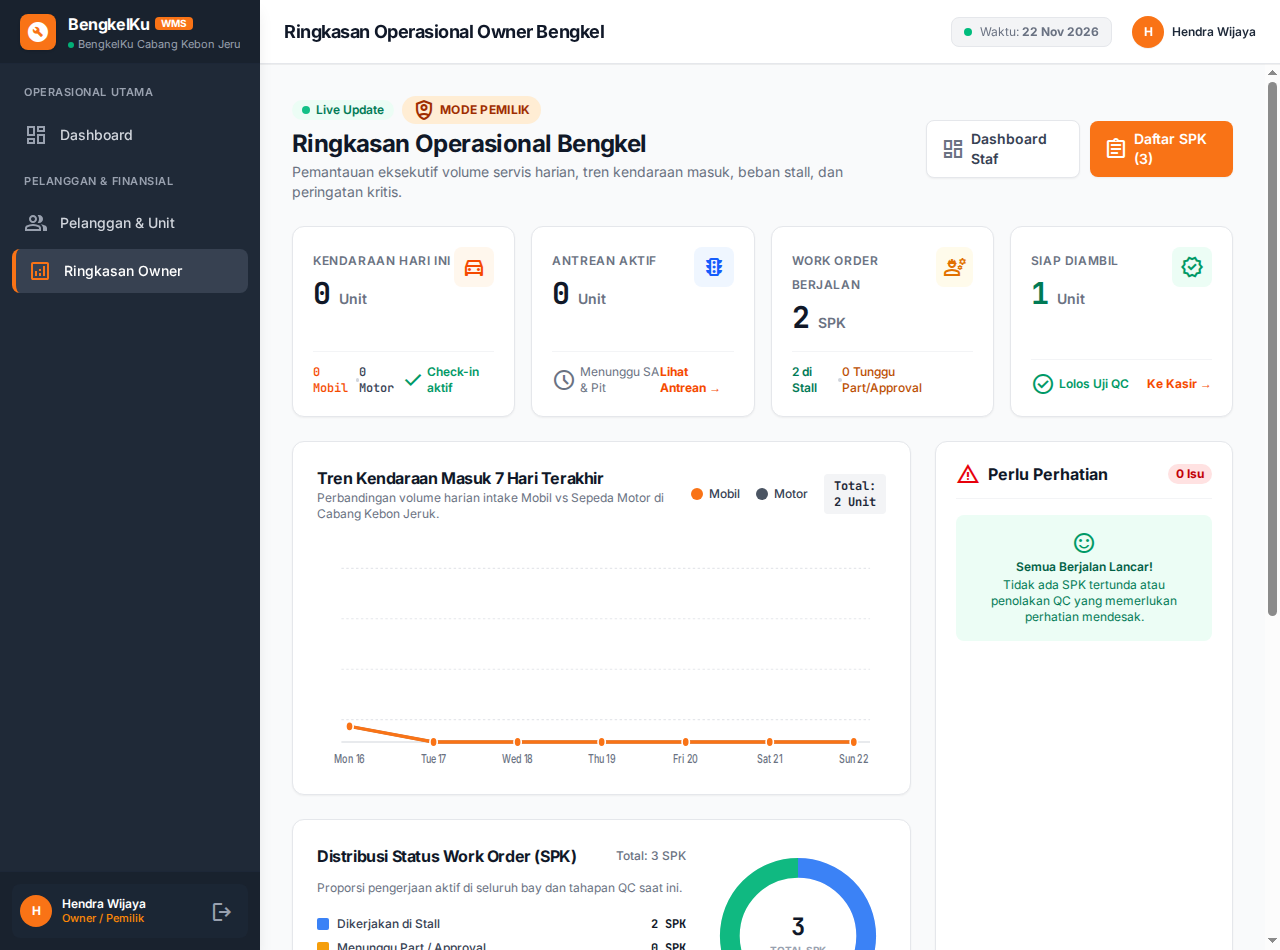 BengkelKu WMS
BengkelKu Cabang Kebon Jeru
OPERASIONAL UTAMA
Dashboard
PELANGGAN & FINANSIAL
Pelanggan & Unit
Ringkasan Owner
H
Hendra Wijaya
Owner / Pemilik
Ringkasan Operasional Owner Bengkel
Waktu: 22 Nov 2026
H
Hendra Wijaya
Live Update
MODE PEMILIK
Ringkasan Operasional Bengkel
Pemantauan eksekutif volume servis harian, tren kendaraan masuk, beban stall, dan
peringatan kritis.
Dashboard
Staf
Daftar SPK
(3)
KENDARAAN HARI INI
0 Unit
0
Mobil
0
Motor
Check-in
aktif
ANTREAN AKTIF
0 Unit
Menunggu SA
& Pit
Lihat
Antrean →
WORK ORDER
BERJALAN
2 SPK
2 di
Stall
0 Tunggu
Part/Approval
SIAP DIAMBIL
1 Unit
Lolos Uji QC
Ke Kasir →
Tren Kendaraan Masuk 7 Hari Terakhir
Perbandingan volume harian intake Mobil vs Sepeda Motor di
Cabang Kebon Jeruk.
Mobil
Motor
Total:
2 Unit
Mon 16
Tue 17
Wed 18
Thu 19
Fri 20
Sat 21
Sun 22
Perlu Perhatian
0 Isu
Semua Berjalan Lancar!
Tidak ada SPK tertunda atau
penolakan QC yang memerlukan
perhatian mendesak.
Distribusi Status Work Order (SPK)
Total: 3 SPK
Proporsi pengerjaan aktif di seluruh bay dan tahapan QC saat ini.
Dikerjakan di Stall
2 SPK
Menunggu Part / Approval
0 SPK
3
TOTAL SPK